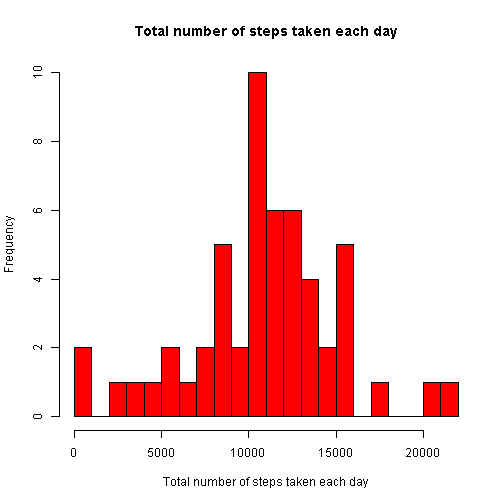 Total number of steps taken each day
Frequency
10
8
6
4
2
0
0 5000 10000 15000 20000
Total number of steps taken each day